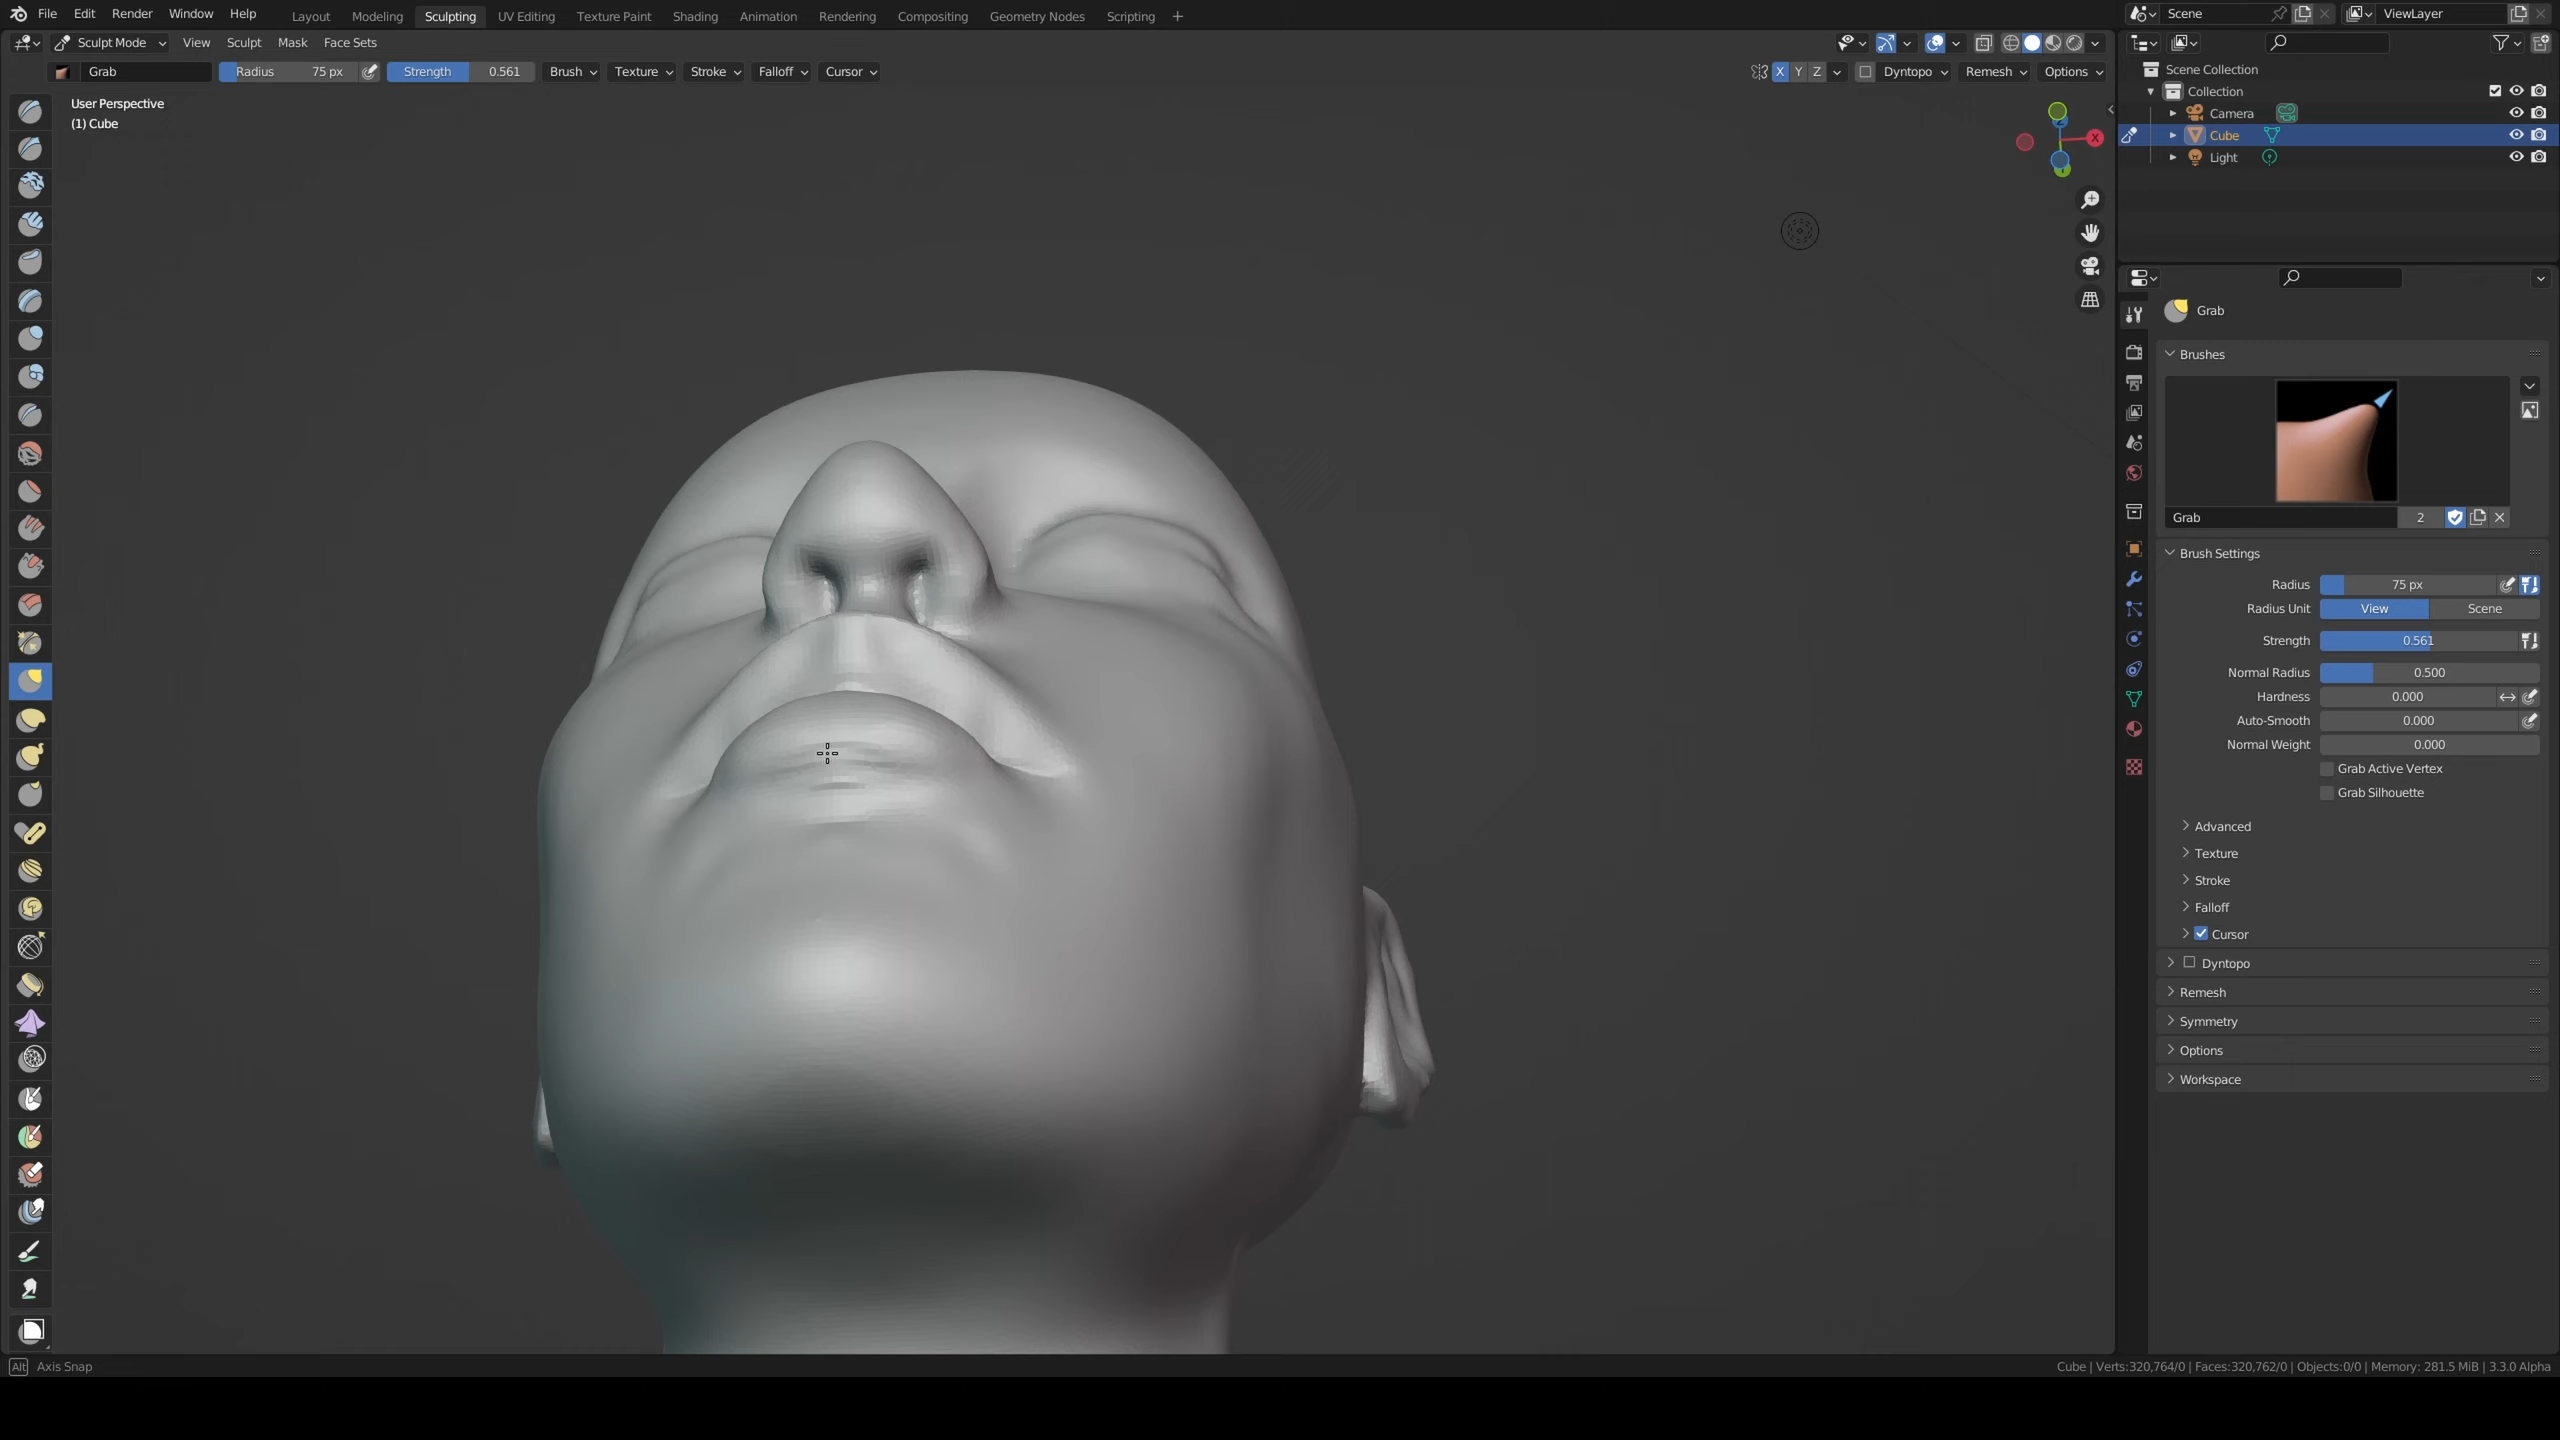 File Edit Render Window Help Layout Modeling Sculpting UV Editing Texture Paint Shading Animation Rendering Compositing Geometry Nodes Scripting + Scene ViewLayer
Sculpt Mode View Sculpt Mask Face Sets
Grab Radius 75 px Strength 0.561 Brush Texture Stroke Falloff Cursor X Y Z Dyntopo Remesh Options
User Perspective
(1) Cube
X
Scene Collection
Collection
Camera
Cube
Light
Grab
Brushes
Grab 2
Brush Settings
Radius 75 px
Radius Unit View Scene
Strength 0.561
Normal Radius 0.500
Hardness 0.000
Auto-Smooth 0.000
Normal Weight 0.000
Grab Active Vertex
Grab Silhouette
Advanced
Texture
Stroke
Falloff
Cursor
Dyntopo
Remesh
Symmetry
Options
Workspace
Alt Axis Snap Cube | Verts:320,764/0 | Faces:320,762/0 | Objects:0/0 | Memory: 281.5 MiB | 3.3.0 Alpha